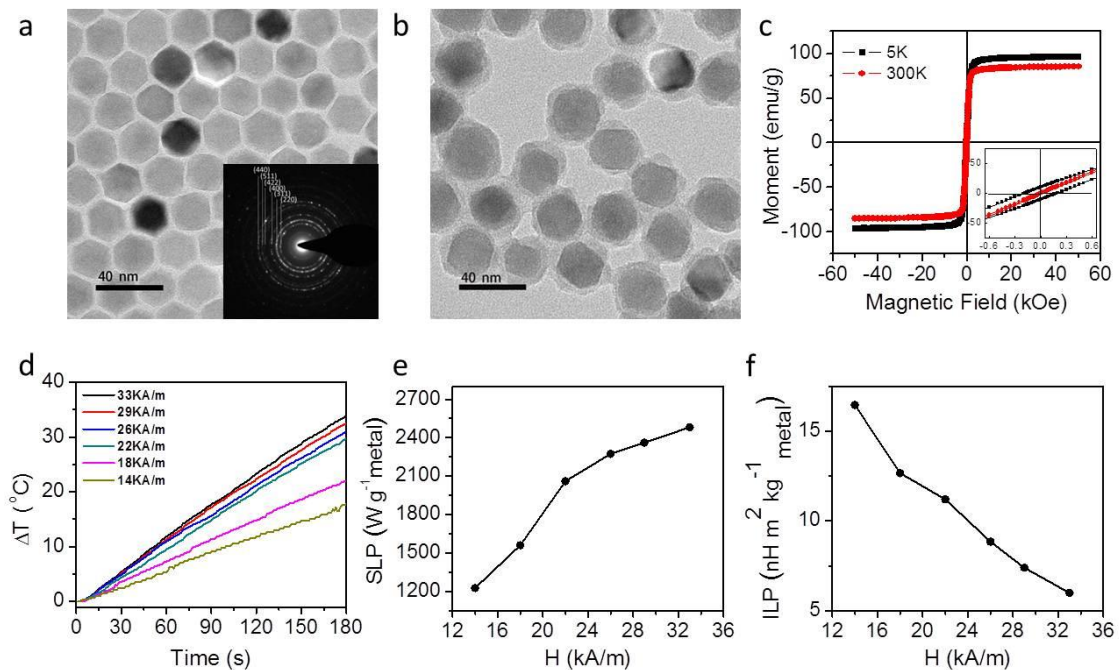 a
40 nm
(440)
(511)
(422)
(400)
(311)
(220)
b
40 nm
c
Moment (emu/g)
100
50
0
-50
-100
5K
300K
50
0
-50
-0.6
-0.3
0.0
0.3
0.6
-60 -40 -20 0 20 40 60
Magnetic Field (kOe)
d
ΔT (°C)
40
30
20
10
0
33KA/m
29KA/m
26KA/m
22KA/m
18KA/m
14KA/m
0 30 60 90 120 150 180
Time (s)
e
SLP (W g⁻¹metal)
2700
2400
2100
1800
1500
1200
12 16 20 24 28 32 36
H (kA/m)
f
ILP (nH m² kg⁻¹ metal)
15
10
5
12 16 20 24 28 32 36
H (kA/m)